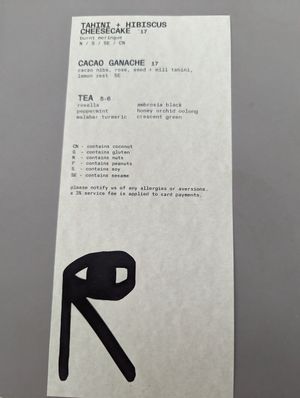 TAHINI + HIBISCUS
CHEESECAKE 17
burnt meringue
N / S / SE / CN
CACAO GANACHE 17
cacao nibs, rose, seed + mill tahini,
lemon zest SE
TEA 5-6
rosella ambrosia black
peppermint honey orchid oolong
malabar turmeric crescent green
CN - contains coconut
G - contains gluten
N - contains nuts
P - contains peanuts
S - contains soy
SE - contains sesame
please notify us of any allergies or aversions.
a 3% service fee is applied to card payments.
R